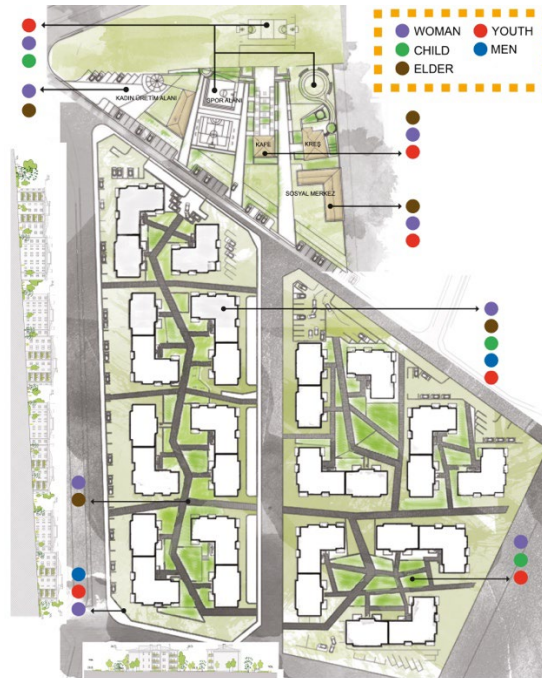 WOMAN YOUTH
CHILD MEN
ELDER
KADIN ÜRETİM ALANI
SPOR ALANI
KAFE
KREŞ
SOSYAL MERKEZ